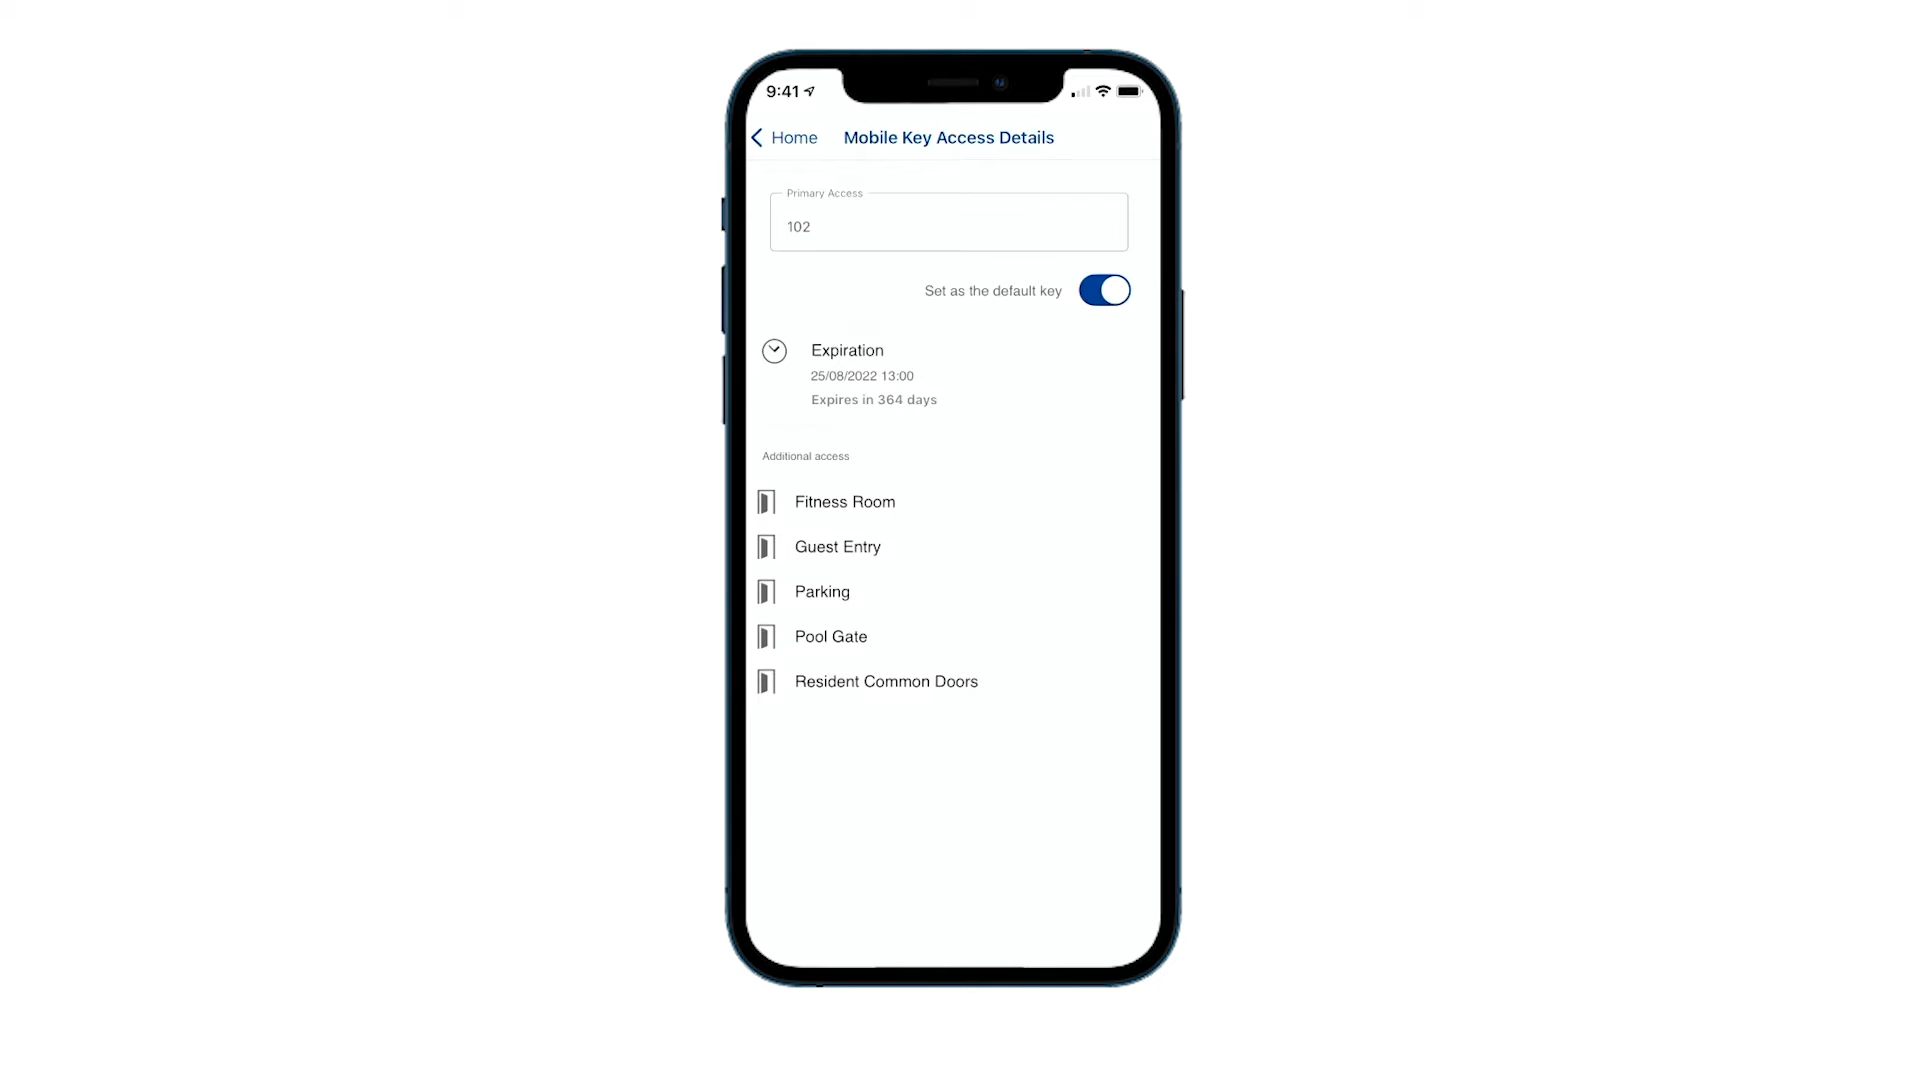 9:41
Home Mobile Key Access Details
Primary Access
102
Set as the default key
Expiration
25/08/2022 13:00
Expires in 364 days
Additional access
Fitness Room
Guest Entry
Parking
Pool Gate
Resident Common Doors